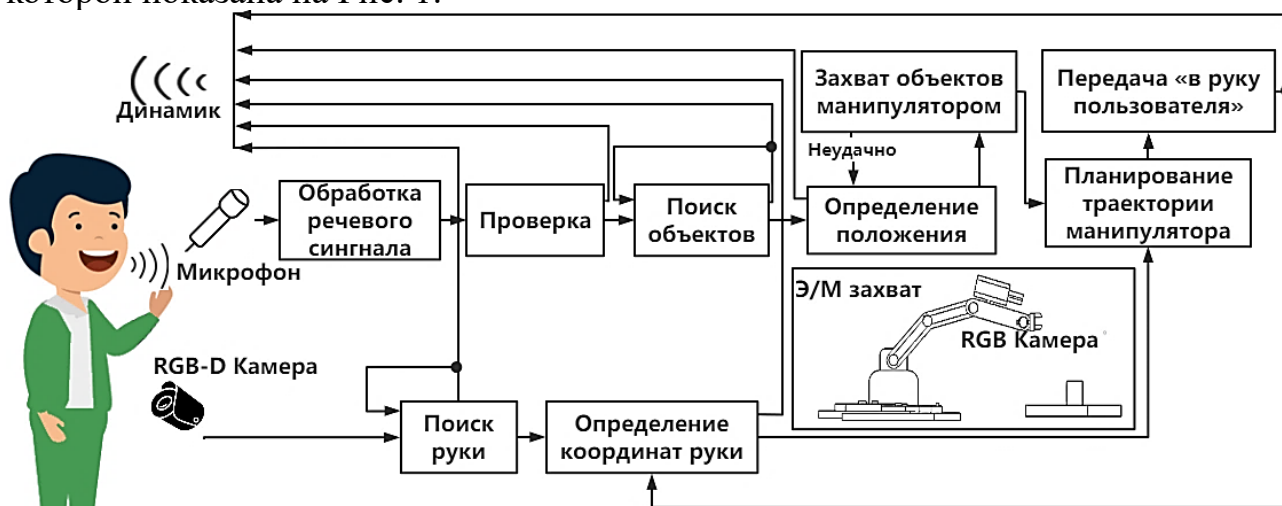 Динамик
Микрофон
RGB-D Камера
Обработка
речевого
сингнала
Проверка
Поиск
объектов
Определение
положения
Неудачно
Захват объектов
манипулятором
Передача «в руку
пользователя»
Планирование
траектории
манипулятора
Э/М захват
RGB Камера
Поиск
руки
Определение
координат руки